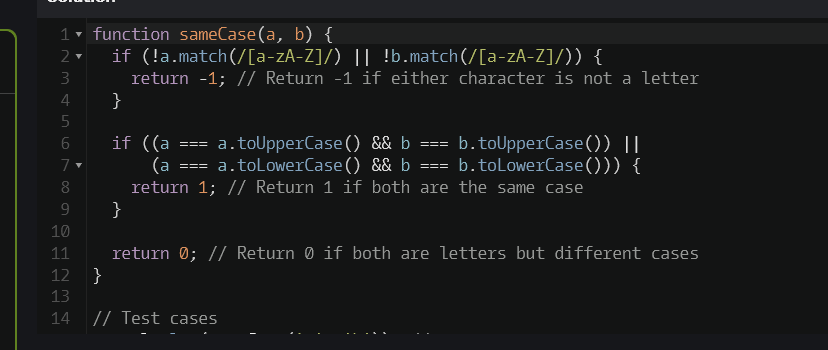 Solution
1 function sameCase(a, b) {
2   if (!a.match(/[a-zA-Z]/) || !b.match(/[a-zA-Z]/)) {
3     return -1; // Return -1 if either character is not a letter
4   }
5
6   if ((a === a.toUpperCase() && b === b.toUpperCase()) ||
7       (a === a.toLowerCase() && b === b.toLowerCase())) {
8     return 1; // Return 1 if both are the same case
9   }
10
11   return 0; // Return 0 if both are letters but different cases
12 }
13
14 // Test cases